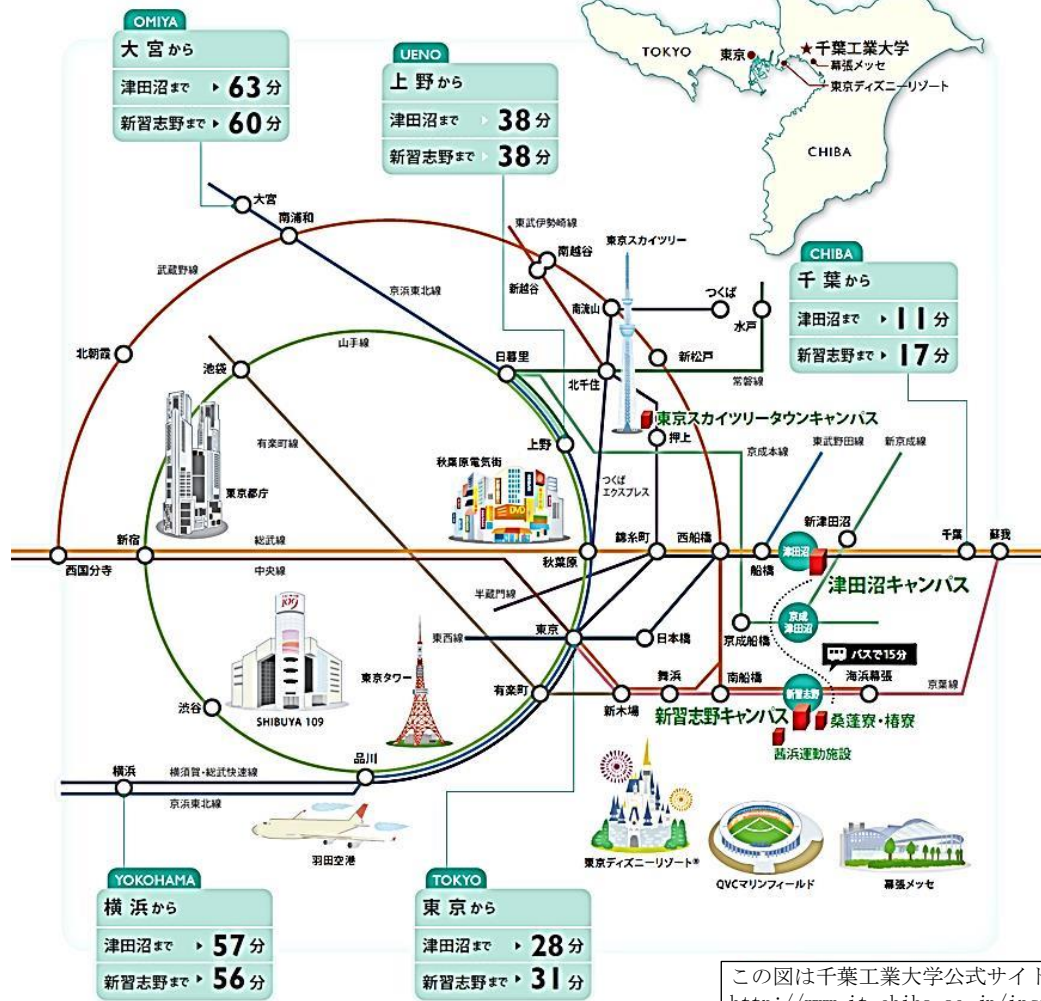 OMIYA
大宮から
津田沼まで 63分
新習志野まで 60分
UENO
上野から
津田沼まで 38分
新習志野まで 38分
TOKYO
東京
千葉工業大学
幕張メッセ
東京ディズニーリゾート
CHIBA
CHIBA
千葉から
津田沼まで 11分
新習志野まで 17分
大宮
南浦和
東武伊勢崎線
南越谷
東京スカイツリー
武蔵野線
京浜東北線
新越谷
南流山
つくば
水戸
山手線
北朝霞
池袋
日暮里
新松戸
北千住
常磐線
東京スカイツリータウンキャンパス
押上
有楽町線
上野
京成本線
東武野田線
新京成線
秋葉原電気街
DVD
つくば
エクスプレス
東京都庁
新津田沼
新宿
総武線
錦糸町
西船橋
津田沼
千葉
蘇我
西国分寺
中央線
秋葉原
船橋
津田沼キャンパス
109
半蔵門線
京成
津田沼
東西線
東京
日本橋
京成船橋
バスで15分
東京タワー
有楽町
舞浜
南船橋
新習志野
海浜幕張
京葉線
渋谷
SHIBUYA 109
新木場
新習志野キャンパス
桑蓬寮・椿寮
茜浜運動施設
品川
横浜
横須賀・総武快速線
京浜東北線
羽田空港
東京ディズニーリゾート®
QVCマリンフィールド
幕張メッセ
YOKOHAMA
横浜から
津田沼まで 57分
新習志野まで 56分
TOKYO
東京から
津田沼まで 28分
新習志野まで 31分
この図は千葉工業大学公式サイト